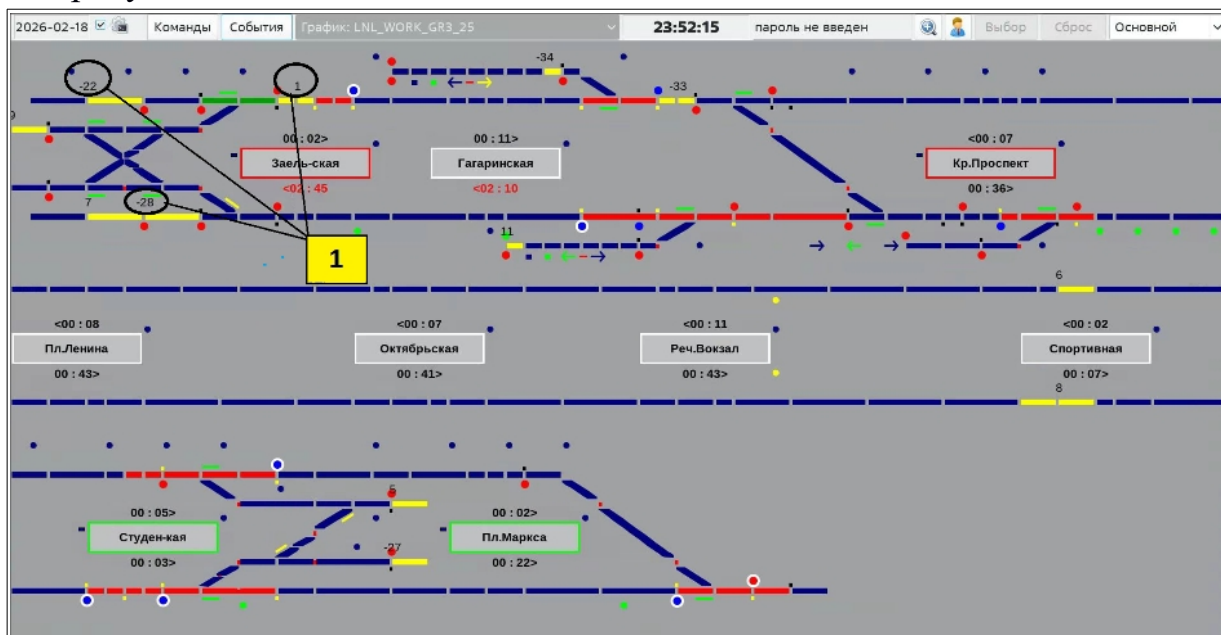 2026-02-18 Команды События График: LNL_WORK_GR3_25 23:52:15 пароль не введен Выбор Сброс Основной
-34
-22 1 -33
00 : 02> 00 : 11> <00 : 07
Заель-ская Гагаринская Кр.Проспект
<02 : 45 <02 : 10 00 : 36>
7 -28
11
1
6
<00 : 08 <00 : 07 <00 : 11 <00 : 02
Пл.Ленина Октябрьская Реч.Вокзал Спортивная
00 : 43> 00 : 41> 00 : 43> 00 : 07>
8
5
00 : 05> 00 : 02>
Студен-кая Пл.Маркса
-27
00 : 03> 00 : 22>